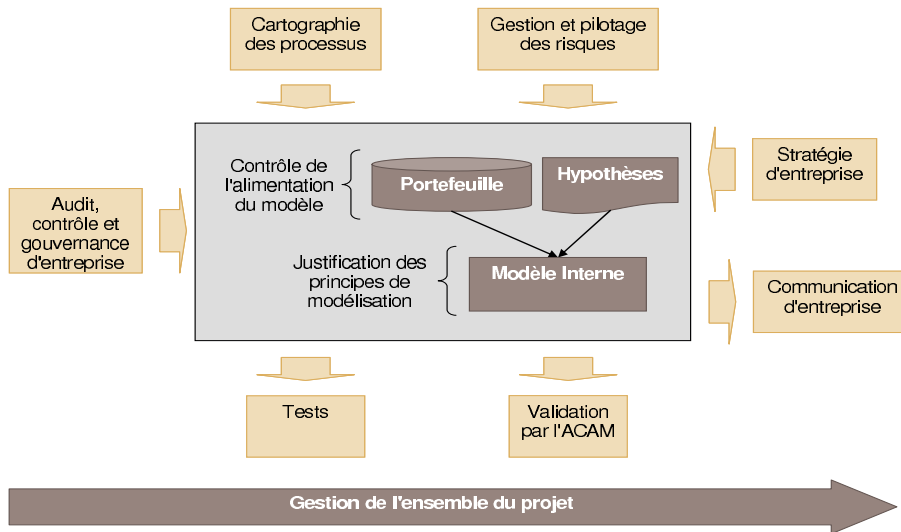 Cartographie
des processus
Gestion et pilotage
des risques
Contrôle de
l'alimentation
du modèle
Portefeuille
Hypothèses
Stratégie
d'entreprise
Audit,
contrôle et
gouvernance
d'entreprise
Justification des
principes de
modélisation
Modèle Interne
Communication
d'entreprise
Tests
Validation
par l'ACAM
Gestion de l'ensemble du projet